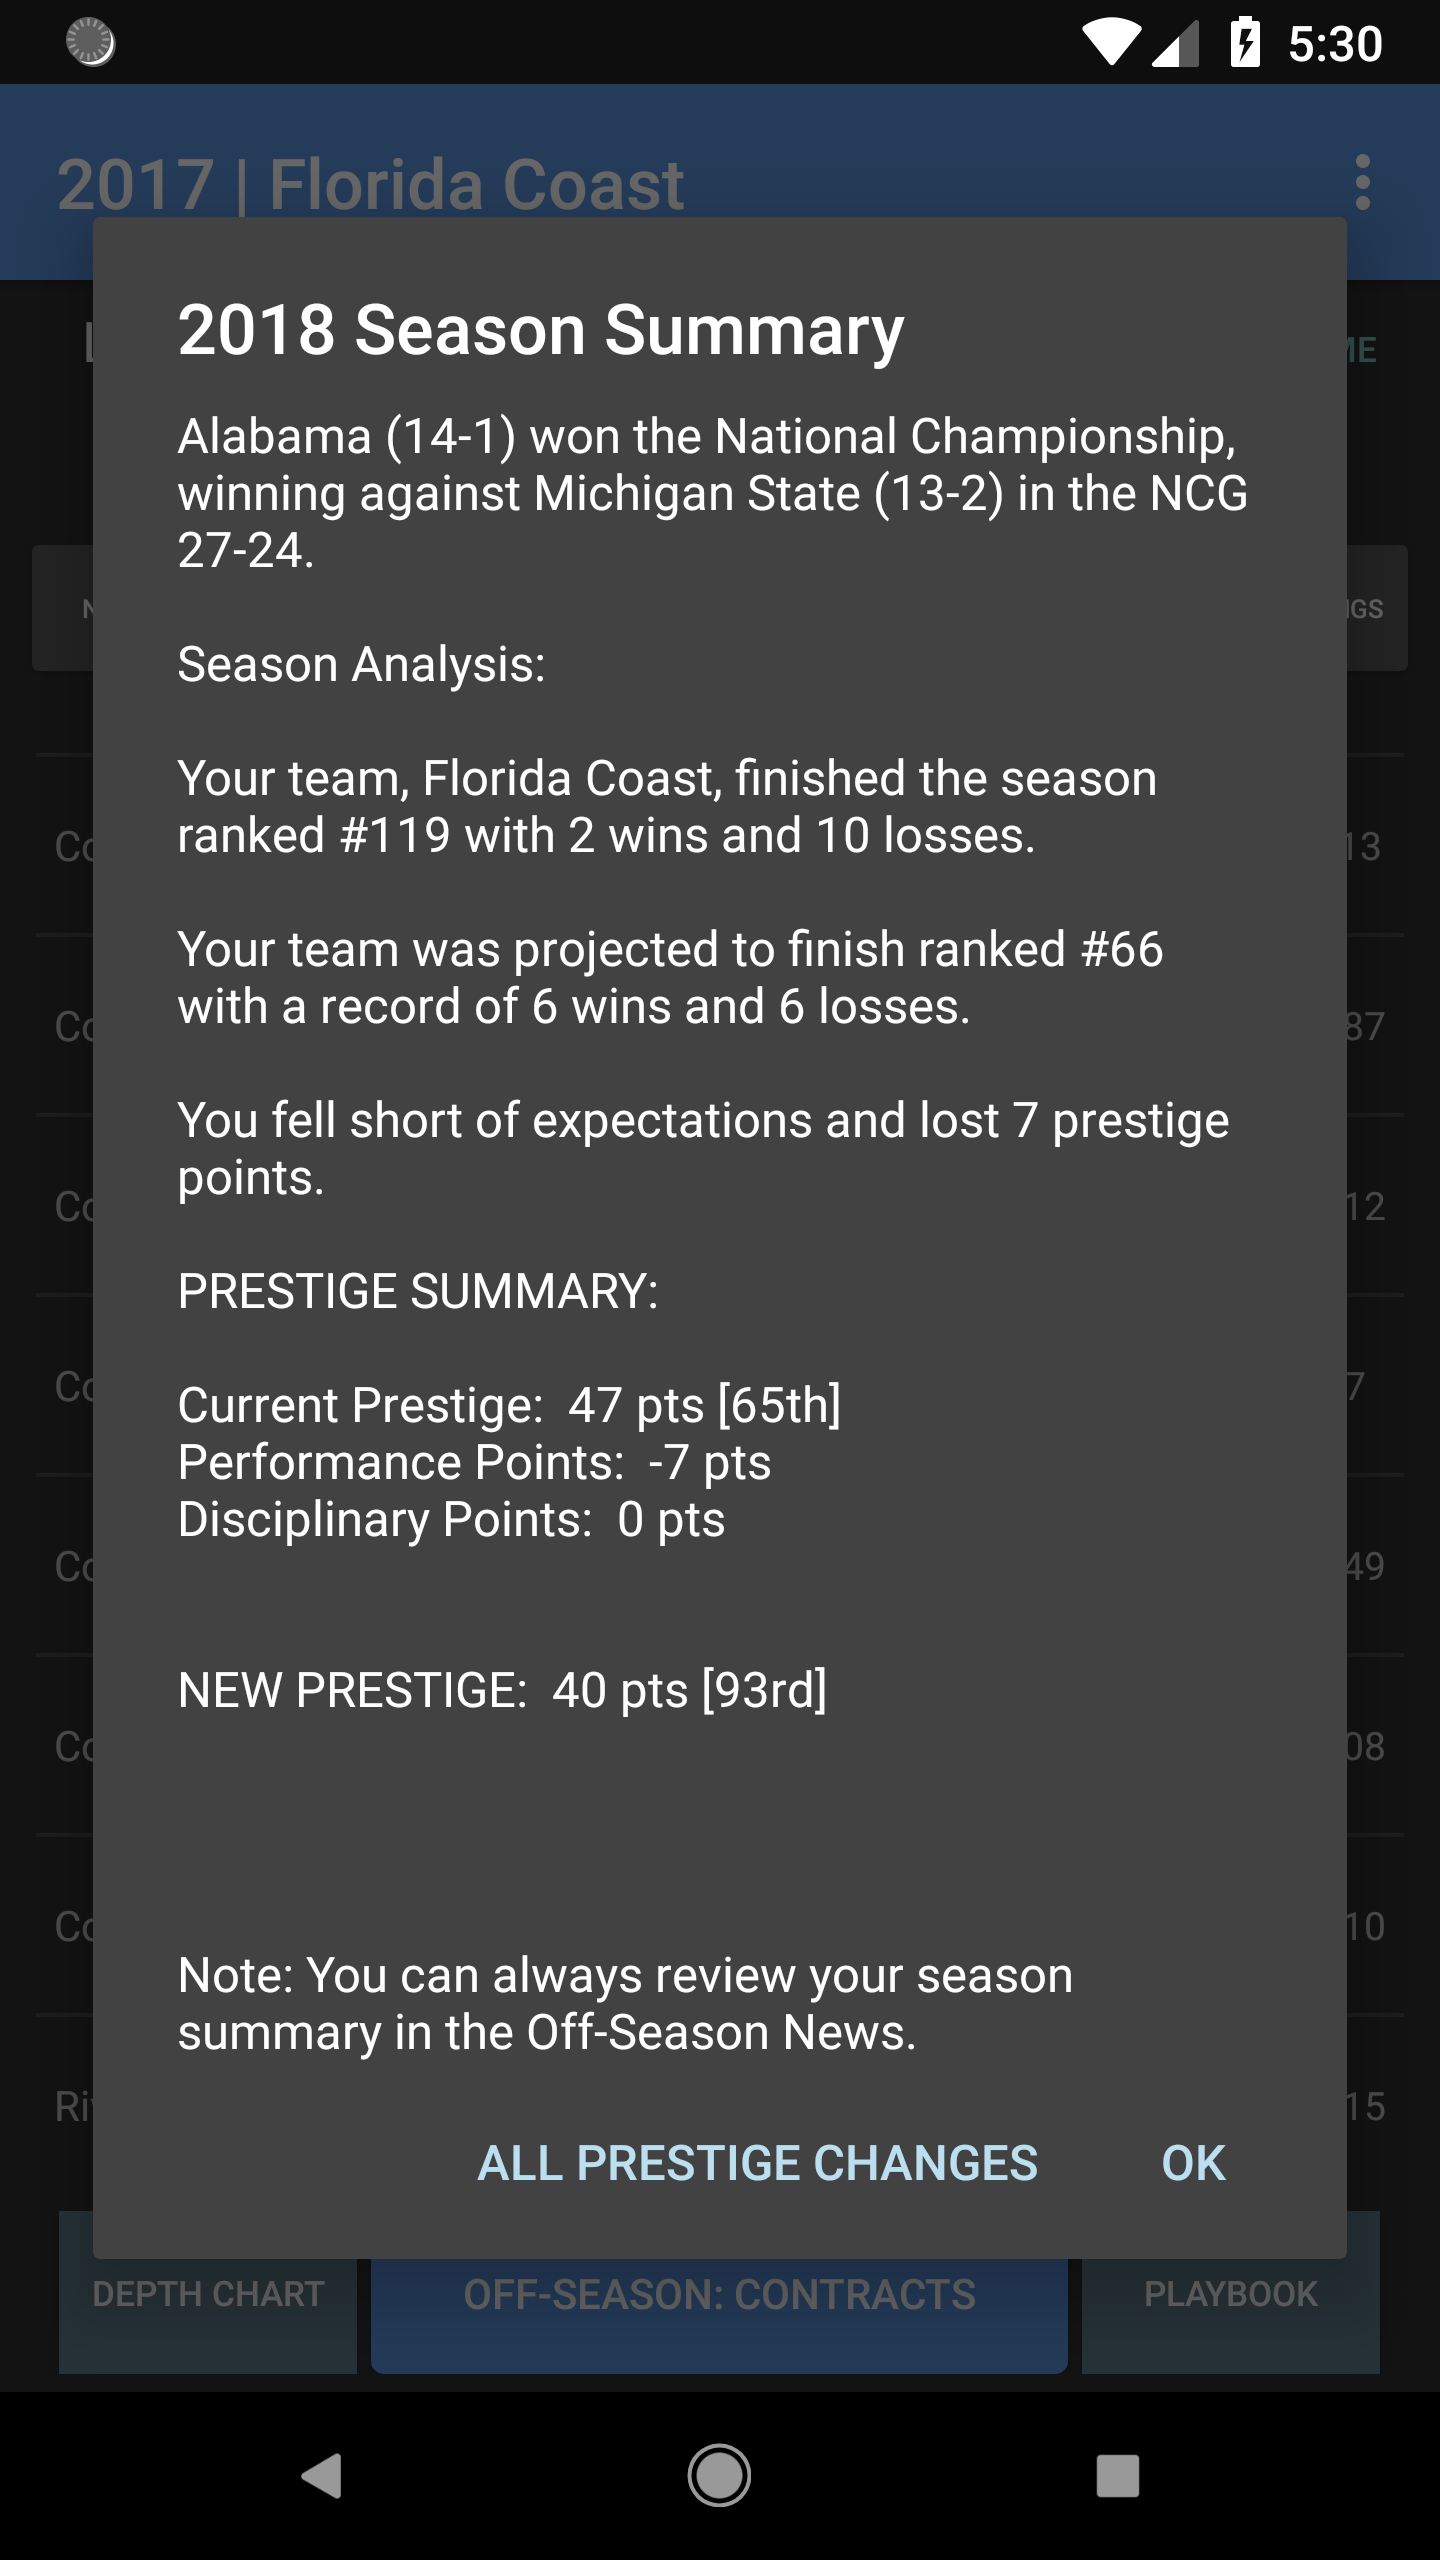 5:30
2017 | Florida Coast
2018 Season Summary
Alabama (14-1) won the National Championship,
winning against Michigan State (13-2) in the NCG
27-24.
Season Analysis:
Your team, Florida Coast, finished the season
ranked #119 with 2 wins and 10 losses.
Your team was projected to finish ranked #66
with a record of 6 wins and 6 losses.
You fell short of expectations and lost 7 prestige
points.
PRESTIGE SUMMARY:
Current Prestige:  47 pts [65th]
Performance Points:  -7 pts
Disciplinary Points:  0 pts
NEW PRESTIGE:  40 pts [93rd]
Note: You can always review your season
summary in the Off-Season News.
ALL PRESTIGE CHANGES OK
DEPTH CHART OFF-SEASON: CONTRACTS PLAYBOOK